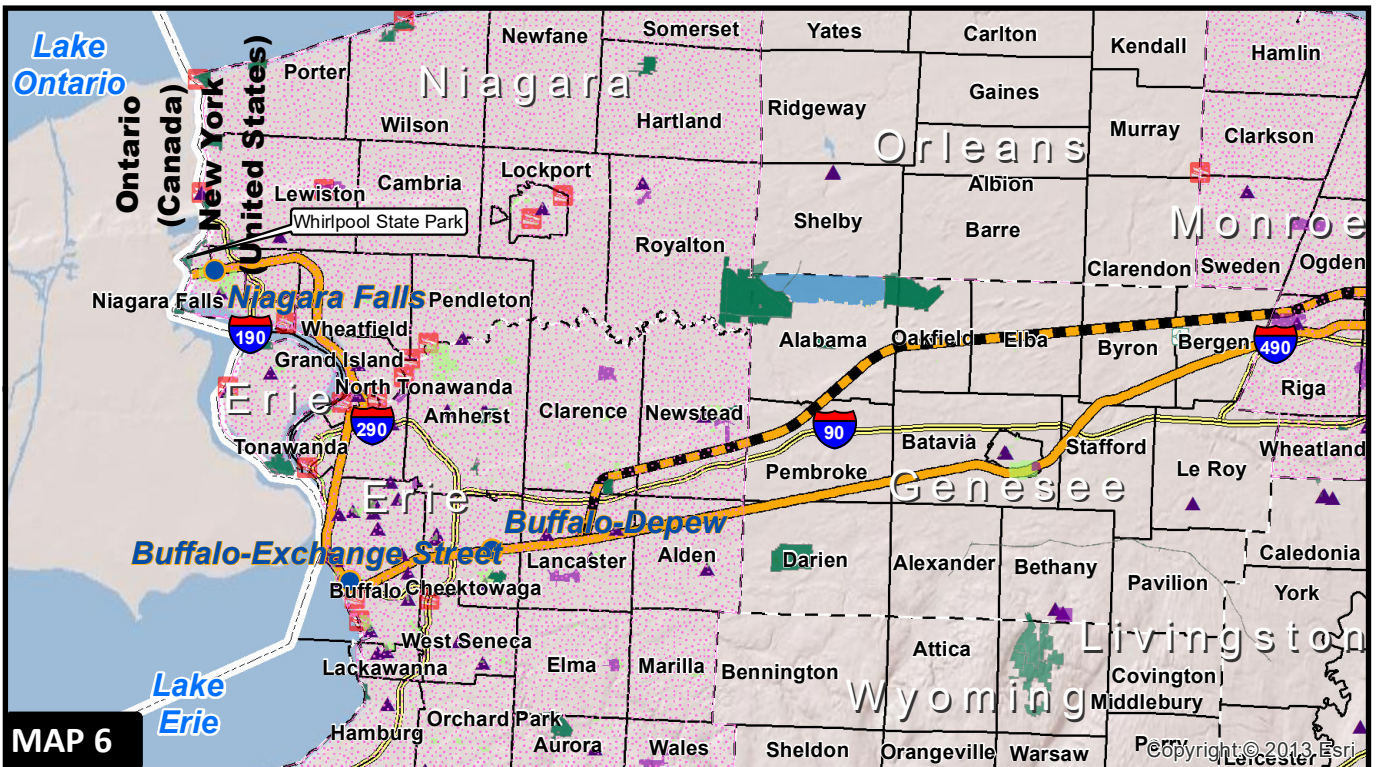 Lake
Ontario
Ontario
(Canada)
New York
(United States)
Porter
Newfane
Somerset
Yates
Carlton
Kendall
Hamlin
Niagara
Wilson
Hartland
Ridgeway
Gaines
Murray
Clarkson
Orleans
Lewiston
Cambria
Lockport
Albion
Whirlpool State Park
Royalton
Shelby
Barre
Monroe
Clarendon
Sweden
Ogden
Niagara Falls
Niagara Falls
Pendleton
190
Wheatfield
Alabama
Oakfield
Elba
Byron
Bergen
490
Grand Island
Erie
North Tonawanda
Amherst
Clarence
Newstead
Riga
290
90
Tonawanda
Batavia
Stafford
Wheatland
Pembroke
Le Roy
Erie
Genesee
Buffalo-Depew
Buffalo-Exchange Street
Lancaster
Alden
Darien
Alexander
Bethany
Caledonia
Buffalo
Cheektowaga
Pavilion
York
West Seneca
Lackawanna
Elma
Marilla
Bennington
Attica
Livingston
Covington
Lake
Erie
Wyoming
Middlebury
Orchard Park
Hamburg
Aurora
Wales
Sheldon
Orangeville
Warsaw
Perry
Leicester
Copyright:© 2013 Esri
MAP 6